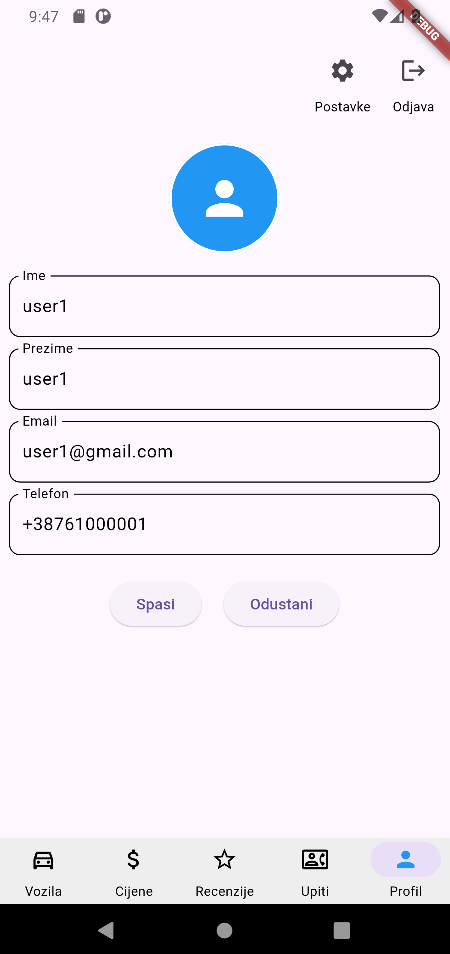 9:47
DEBUG
Postavke Odjava
Ime
user1
Prezime
user1
Email
user1@gmail.com
Telefon
+38761000001
Spasi Odustani
Vozila Cijene Recenzije Upiti Profil